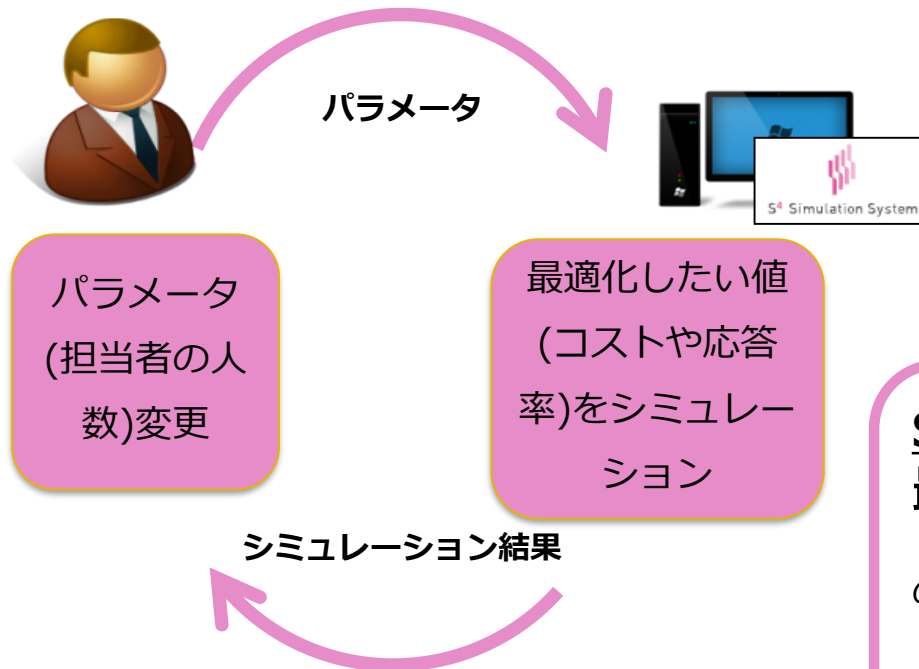 パラメータ
S⁴ Simulation System
パラメータ
(担当者の人
数)変更
最適化したい値
(コストや応答
率)をシミュレー
ション
シミュレーション結果